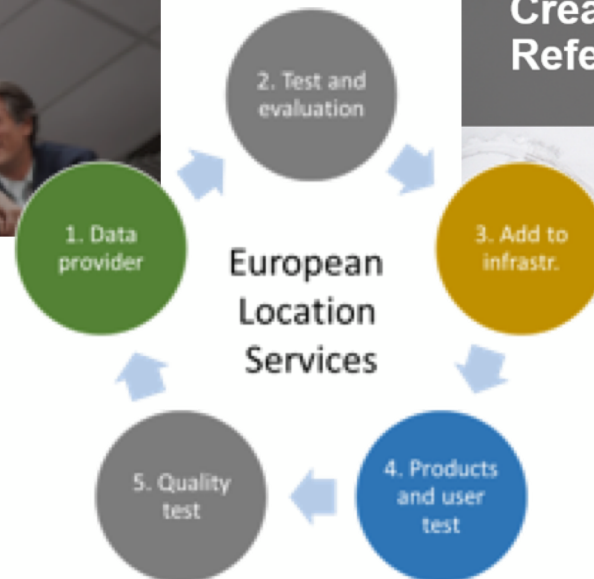 2. Test and
evaluation
1. Data
provider
3. Add to
infrastr.
European
Location
Services
5. Quality
test
4. Products
and user
test